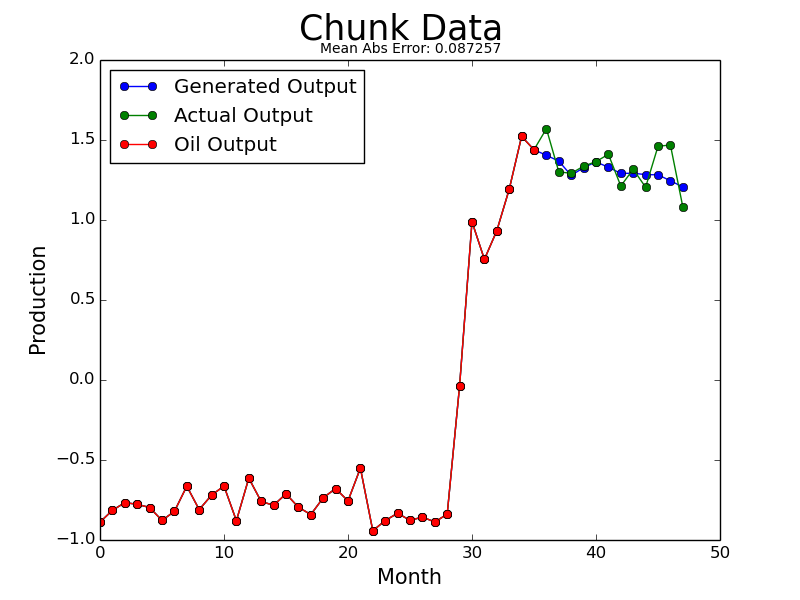 Chunk Data
Mean Abs Error: 0.087257
Generated Output
Actual Output
Oil Output
2.0
1.5
1.0
0.5
0.0
−0.5
−1.0
Production
0 10 20 30 40 50
Month